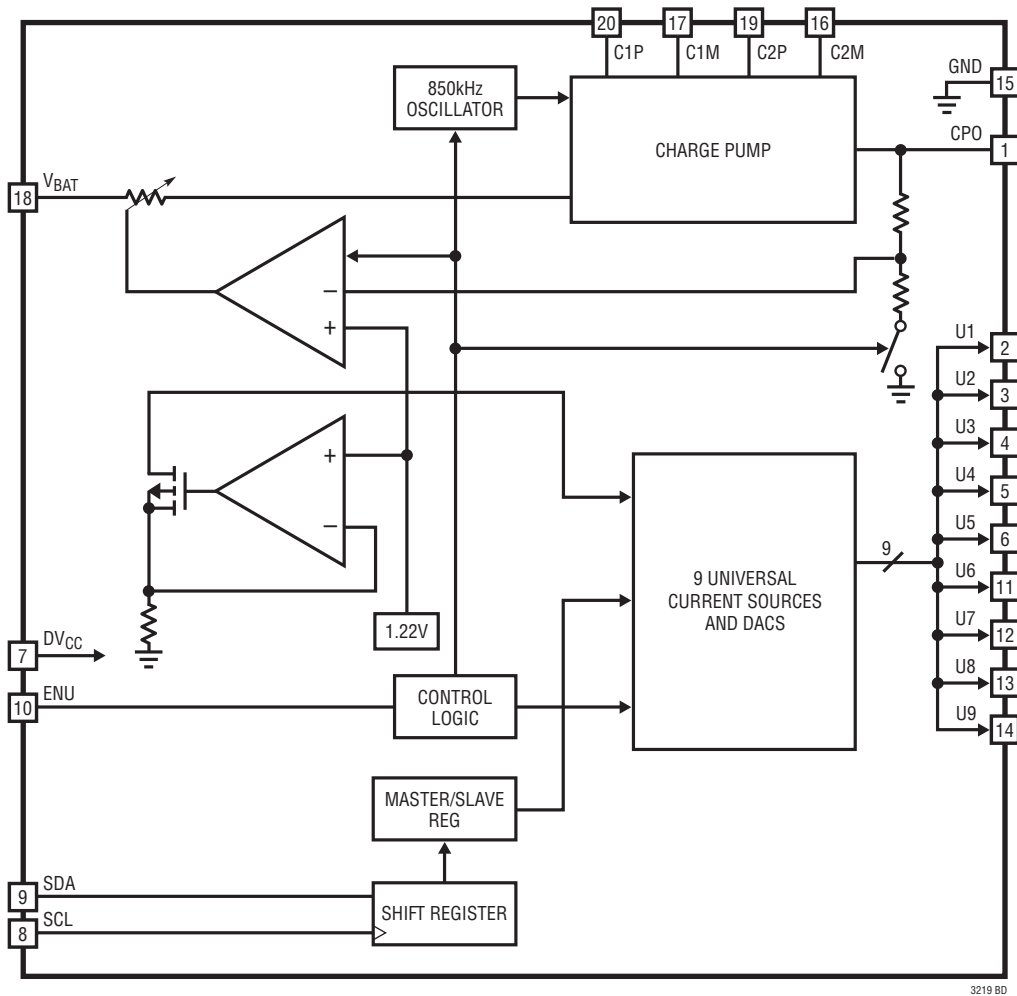 20 17 19 16
C1P C1M C2P C2M
GND
15
850kHz
OSCILLATOR
CHARGE PUMP
CPO
1
VBAT
18
–
+
U1
2
U2
3
U3
4
U4
5
U5
6
U6
11
U7
12
U8
13
U9
14
+
–
9
9 UNIVERSAL
CURRENT SOURCES
AND DACS
1.22V
DVCC
7
ENU
10
CONTROL
LOGIC
MASTER/SLAVE
REG
SDA
9
SCL
8
SHIFT REGISTER
3219 BD